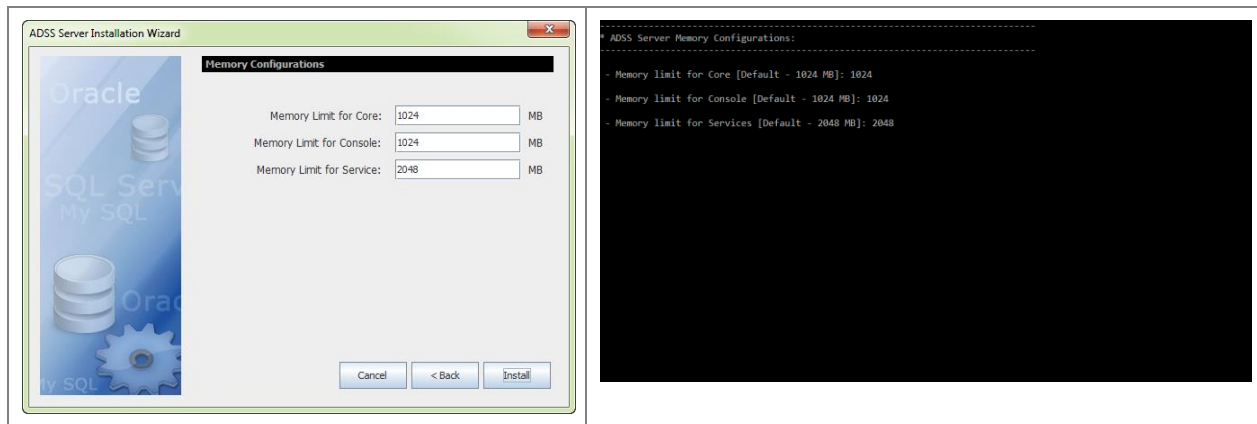 ADSS Server Installation Wizard
Memory Configurations
Oracle
SQL Serv
My SQL
Orac
My SQL
Memory Limit for Core: 1024 MB
Memory Limit for Console: 1024 MB
Memory Limit for Service: 2048 MB
Cancel < Back Install
--------------------------------------------------------------------------------
* ADSS Server Memory Configurations:
--------------------------------------------------------------------------------
- Memory limit for Core [Default - 1024 MB]: 1024
- Memory limit for Console [Default - 1024 MB]: 1024
- Memory limit for Services [Default - 2048 MB]: 2048